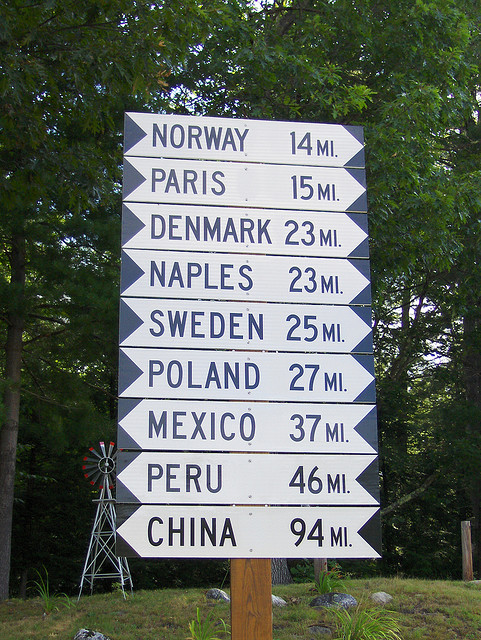 NORWAY 14 MI.
PARIS 15 MI.
DENMARK 23 MI.
NAPLES 23 MI.
SWEDEN 25 MI.
POLAND 27 MI.
MEXICO 37 MI.
PERU 46 MI.
CHINA 94 MI.